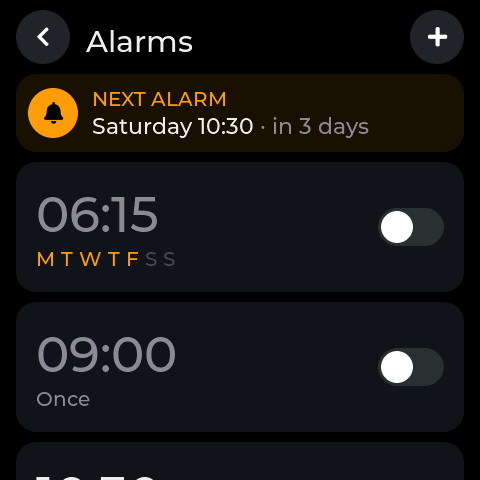 Alarms
NEXT ALARM
Saturday 10:30 · in 3 days
06:15
M T W T F S S
09:00
Once